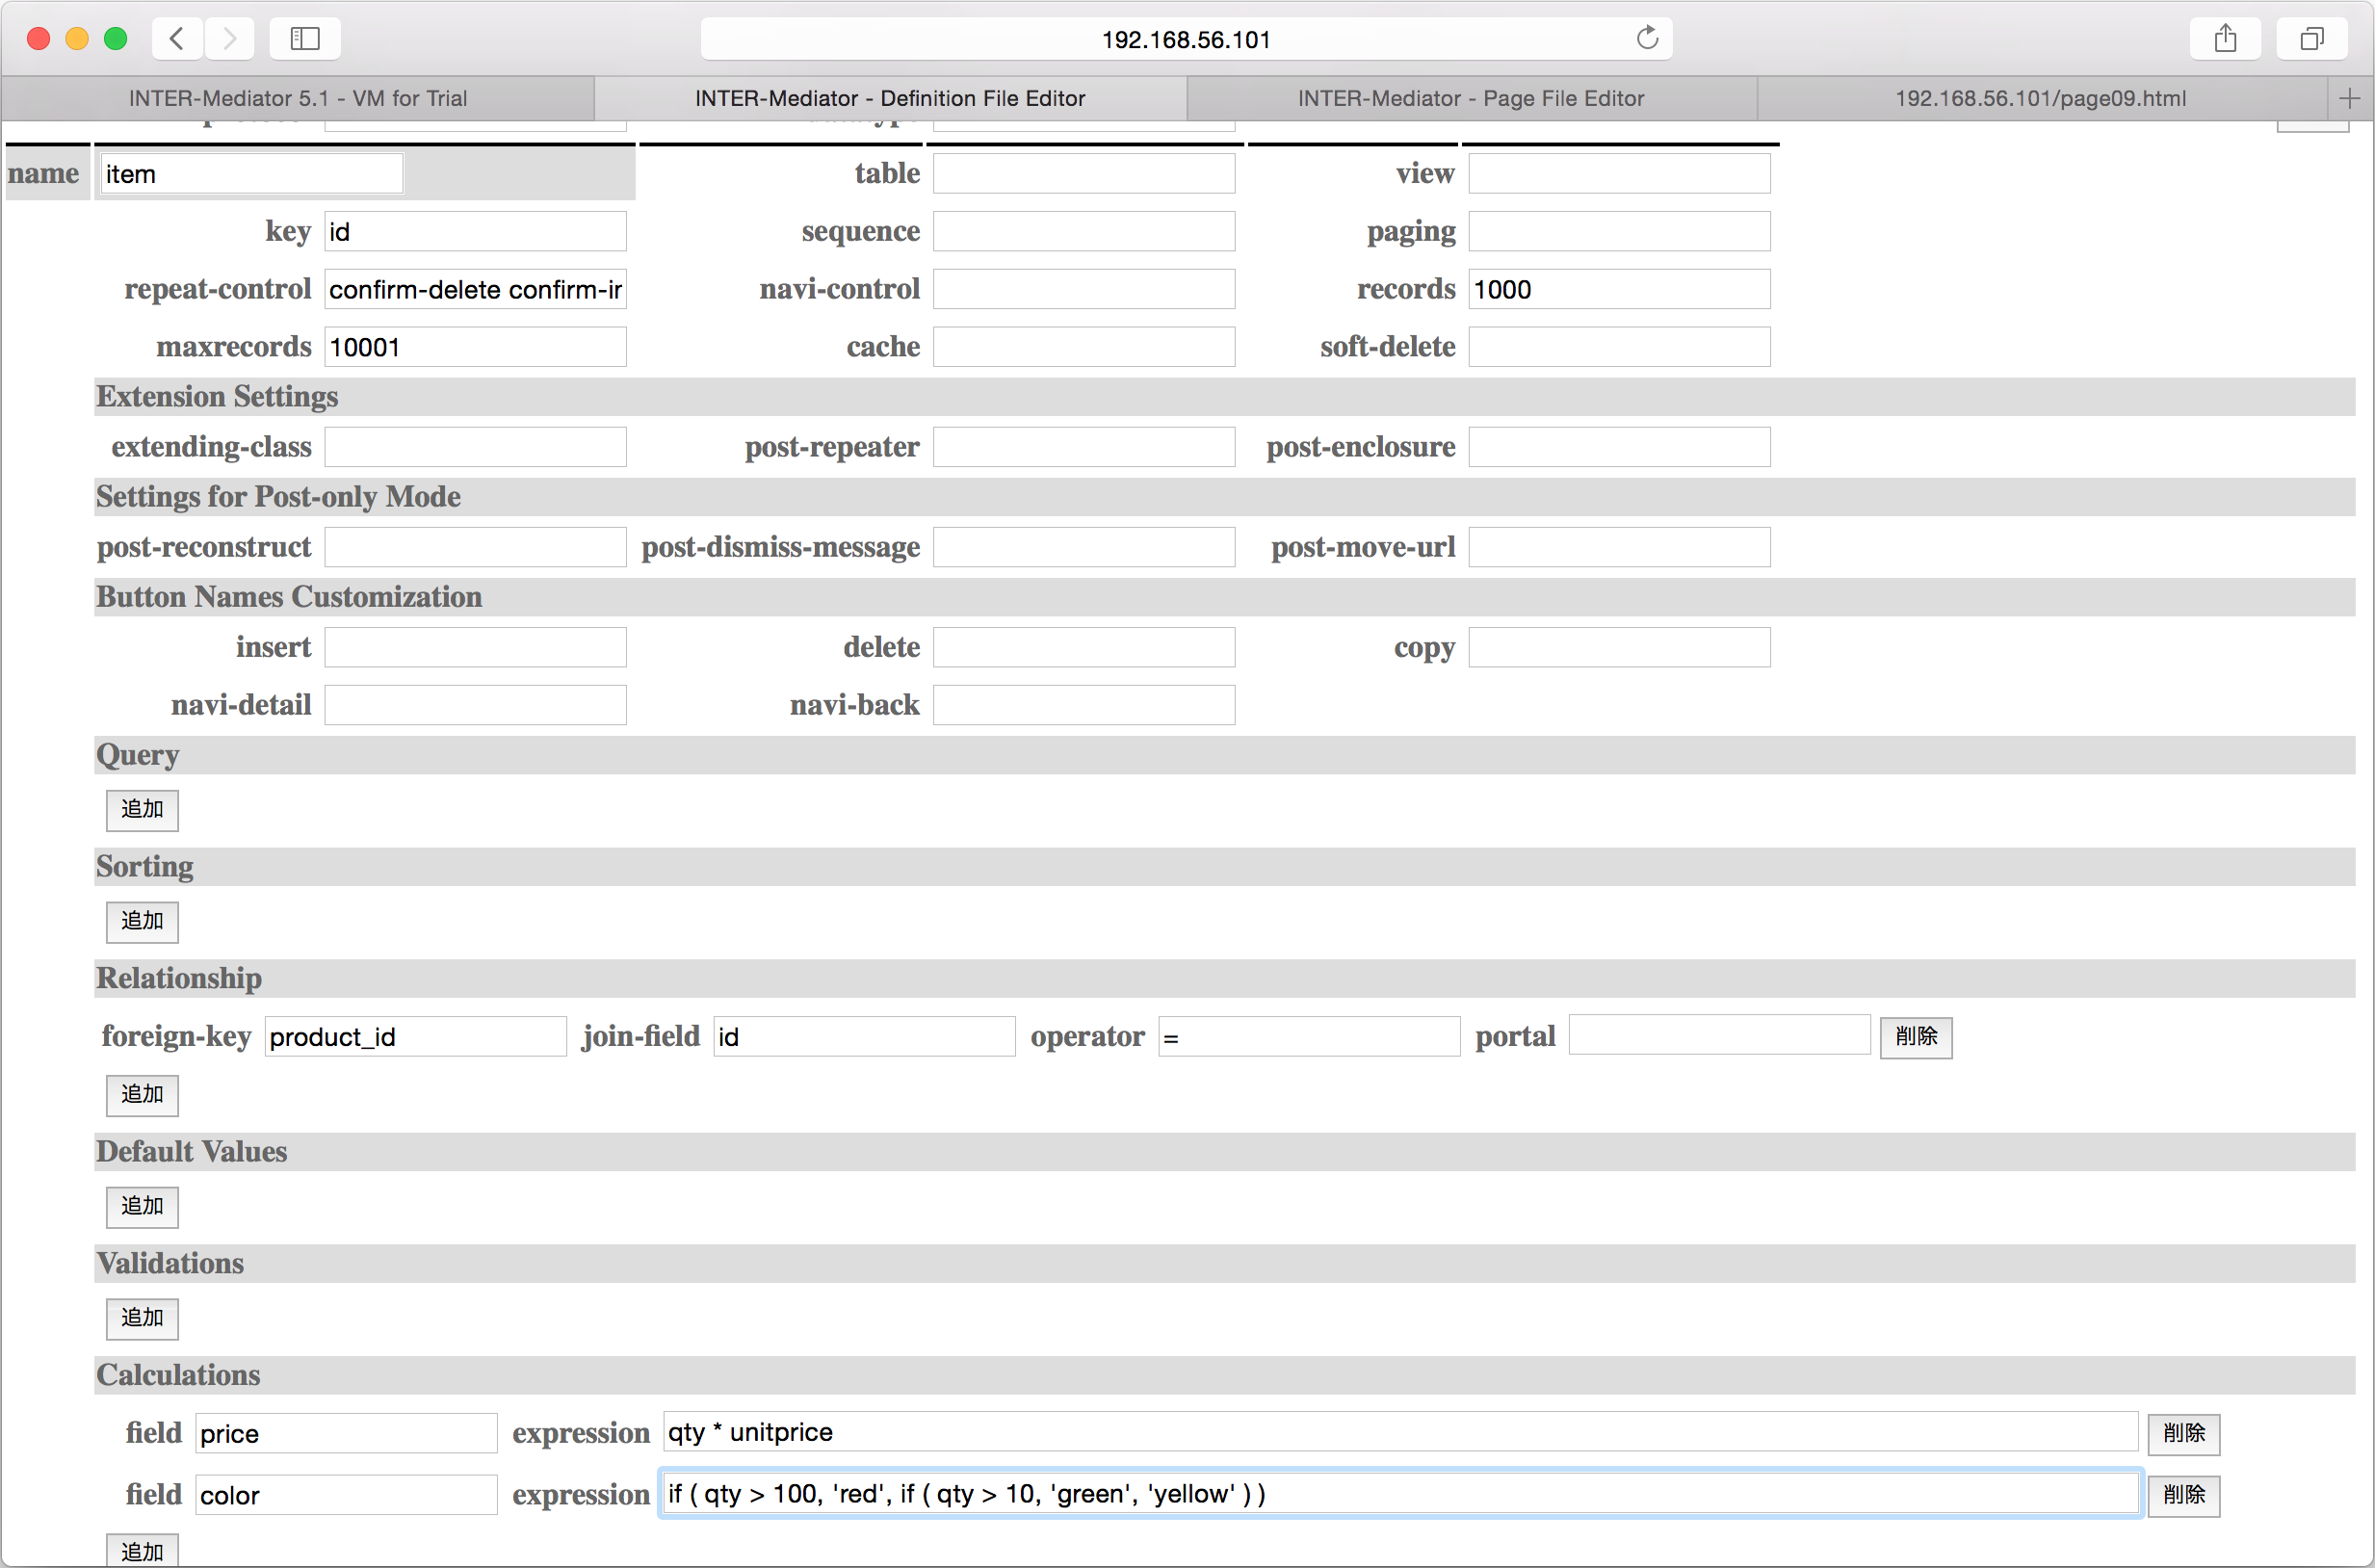 192.168.56.101
INTER-Mediator 5.1 - VM for Trial
INTER-Mediator - Definition File Editor
INTER-Mediator - Page File Editor
192.168.56.101/page09.html
name item table view
key id sequence paging
repeat-control confirm-delete confirm-in navi-control records 1000
maxrecords 10001 cache soft-delete
Extension Settings
extending-class post-repeater post-enclosure
Settings for Post-only Mode
post-reconstruct post-dismiss-message post-move-url
Button Names Customization
insert delete copy
navi-detail navi-back
Query
追加
Sorting
追加
Relationship
foreign-key product_id join-field id operator = portal 削除
追加
Default Values
追加
Validations
追加
Calculations
field price expression qty * unitprice 削除
field color expression if ( qty > 100, 'red', if ( qty > 10, 'green', 'yellow' ) ) 削除
追加